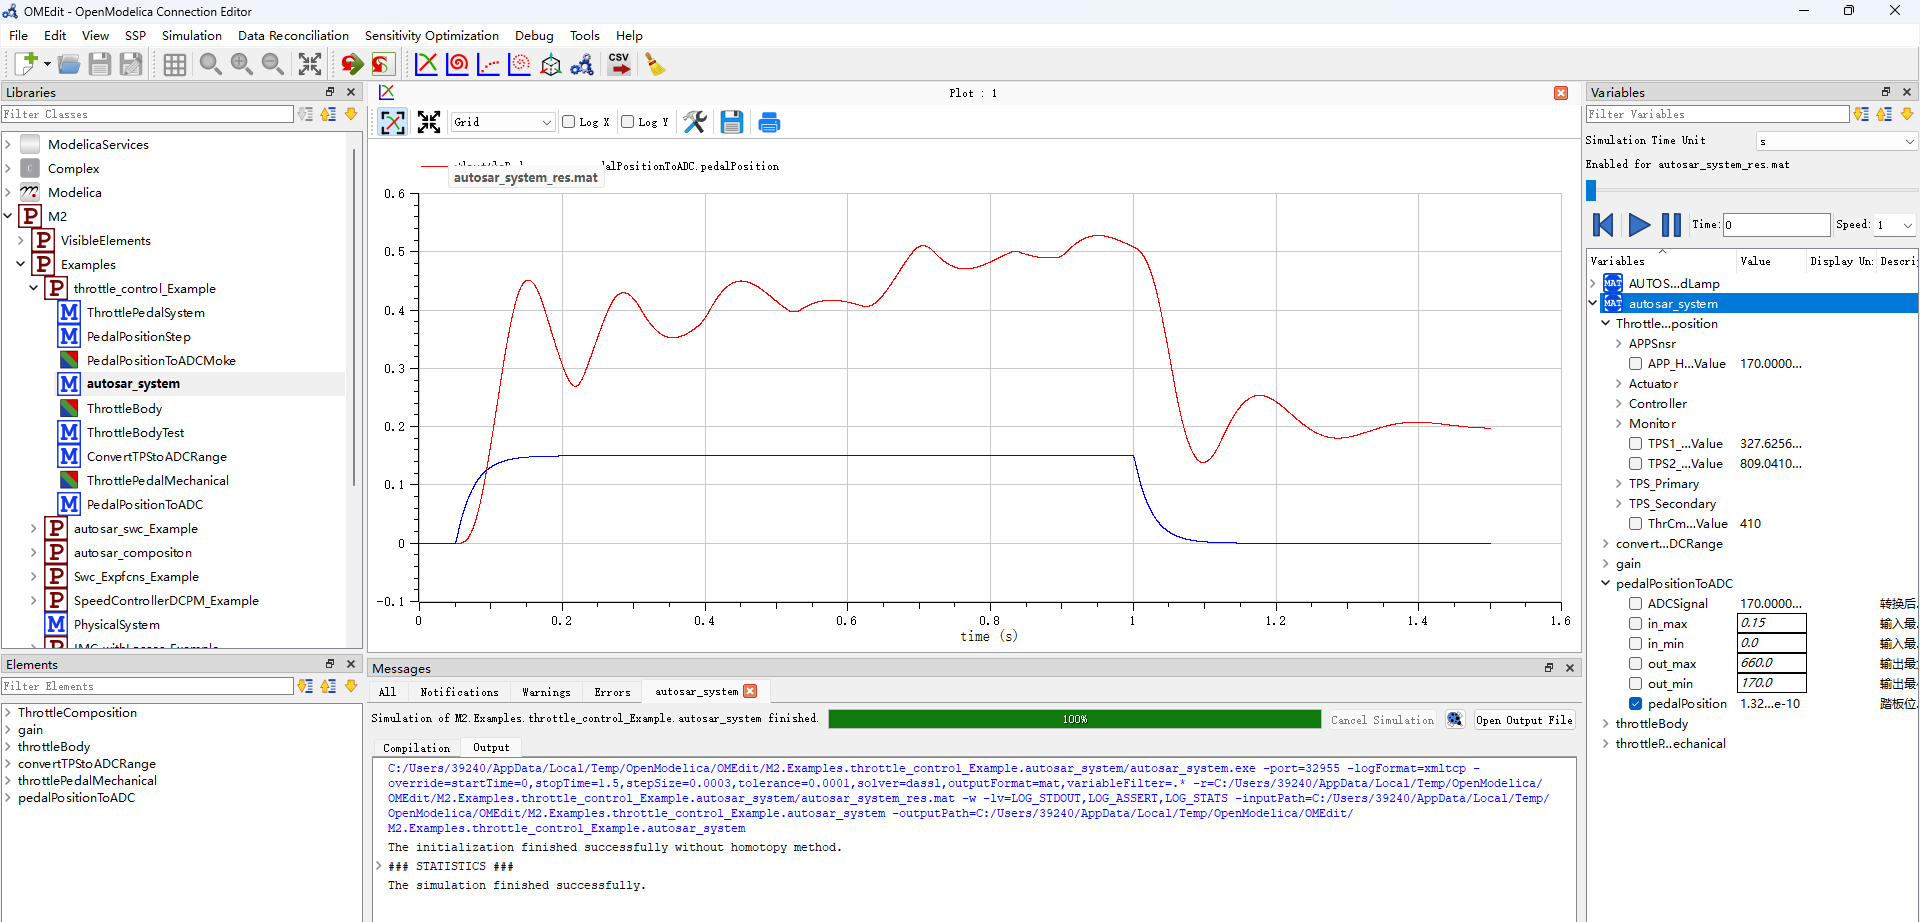 OMEdit - OpenModelica Connection Editor
File Edit View SSP Simulation Data Reconciliation Sensitivity Optimization Debug Tools Help
CSV
Libraries
Filter Classes
ModelicaServices
Complex
Modelica
M2
VisibleElements
Examples
throttle_control_Example
ThrottlePedalSystem
PedalPositionStep
PedalPositionToADCMoke
autosar_system
ThrottleBody
ThrottleBodyTest
ConvertTPStoADCRange
ThrottlePedalMechanical
PedalPositionToADC
autosar_swc_Example
autosar_compositon
Swc_Expfcns_Example
SpeedControllerDCPM_Example
PhysicalSystem
Elements
Filter Elements
ThrottleComposition
gain
throttleBody
convertTPStoADCRange
throttlePedalMechanical
pedalPositionToADC
Plot : 1
Grid Log X Log Y
alPositionToADC.pedalPosition
autosar_system_res.mat
0.6
0.5
0.4
0.3
0.2
0.1
0
-0.1
0 0.2 0.4 0.6 0.8 1 1.2 1.4 1.6
time (s)
Messages
All Notifications Warnings Errors autosar_system
Simulation of M2.Examples.throttle_control_Example.autosar_system finished. 100% Cancel Simulation Open Output File
Compilation Output
C:/Users/39240/AppData/Local/Temp/OpenModelica/OMEdit/M2.Examples.throttle_control_Example.autosar_system/autosar_system.exe -port=32955 -logFormat=xmltcp -
override=startTime=0,stopTime=1.5,stepSize=0.0003,tolerance=0.0001,solver=dassl,outputFormat=mat,variableFilter=.* -r=C:/Users/39240/AppData/Local/Temp/OpenModelica/
OMEdit/M2.Examples.throttle_control_Example.autosar_system/autosar_system_res.mat -w -lv=LOG_STDOUT,LOG_ASSERT,LOG_STATS -inputPath=C:/Users/39240/AppData/Local/Temp/
OpenModelica/OMEdit/M2.Examples.throttle_control_Example.autosar_system -outputPath=C:/Users/39240/AppData/Local/Temp/OpenModelica/OMEdit/
M2.Examples.throttle_control_Example.autosar_system
The initialization finished successfully without homotopy method.
### STATISTICS ###
The simulation finished successfully.
Variables
Filter Variables
Simulation Time Unit s
Enabled for autosar_system_res.mat
Time: 0 Speed: 1
Variables Value Display Un: Descri
MAT AUTOS...dLamp
MAT autosar_system
Throttle...position
APPSnsr
APP_H...Value 170.0000...
Actuator
Controller
Monitor
TPS1_...Value 327.6256...
TPS2_...Value 809.0410...
TPS_Primary
TPS_Secondary
ThrCm...Value 410
convert...DCRange
gain
pedalPositionToADC
ADCSignal 170.0000... 转换后
in_max 0.15 输入最
in_min 0.0 输入最
out_max 660.0 输出最
out_min 170.0 输出最
pedalPosition 1.32...e-10 踏板位
throttleBody
throttleP...echanical